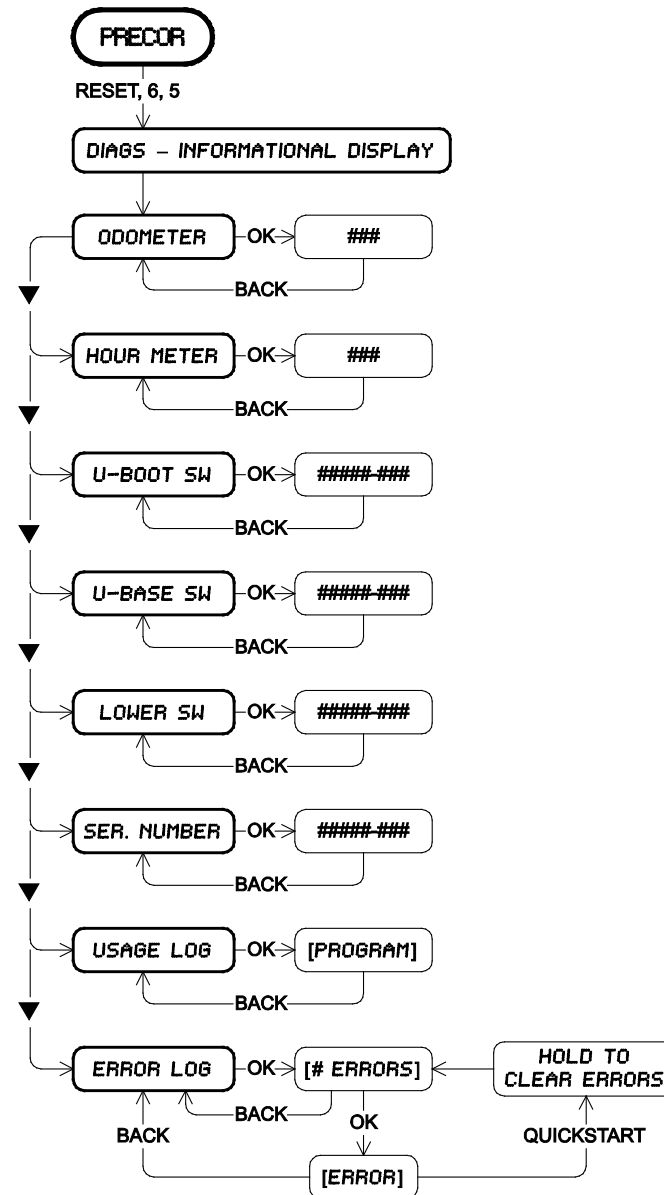 PRECOR
RESET, 6, 5
DIAGS – INFORMATIONAL DISPLAY
ODOMETER OK ###
BACK
HOUR METER OK ###
BACK
U-BOOT SW OK #####-###
BACK
U-BASE SW OK #####-###
BACK
LOWER SW OK #####-###
BACK
SER. NUMBER OK #####-###
BACK
USAGE LOG OK [PROGRAM]
BACK
ERROR LOG OK [# ERRORS]
HOLD TO
CLEAR ERRORS
BACK
OK
BACK
QUICKSTART
[ERROR]